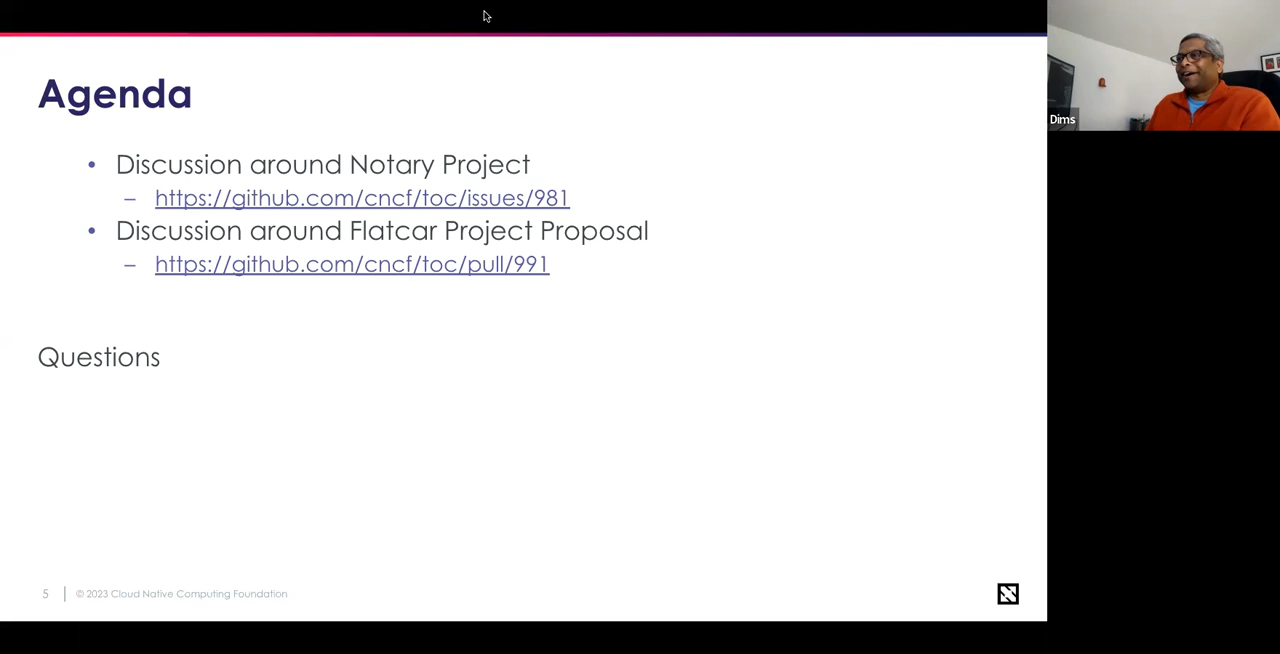 Agenda
• Discussion around Notary Project
– https://github.com/cncf/toc/issues/981
• Discussion around Flatcar Project Proposal
– https://github.com/cncf/toc/pull/991
Questions
5 | © 2023 Cloud Native Computing Foundation
Dims